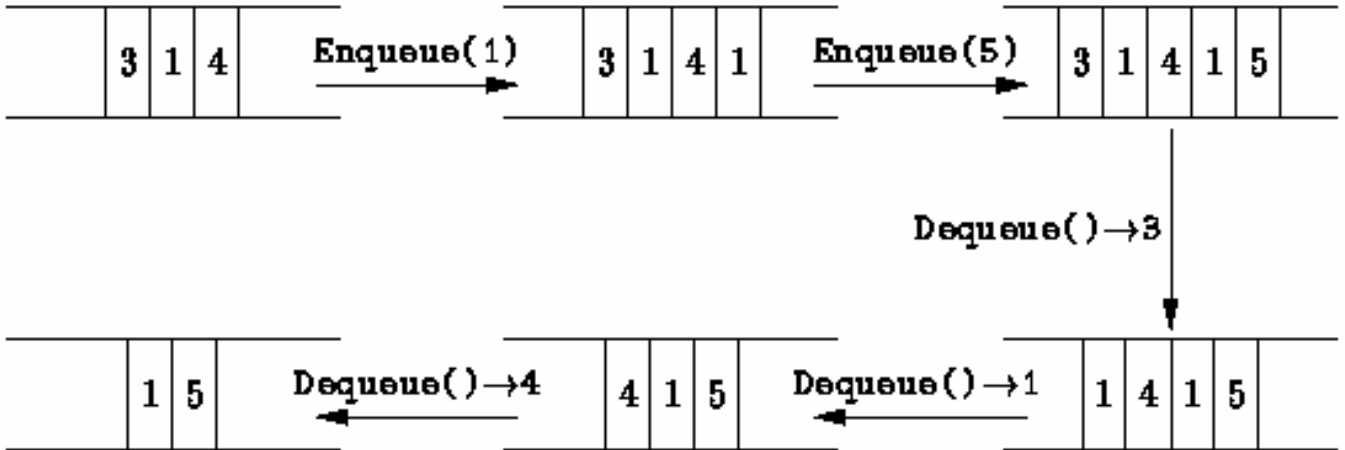 3 1 4 Enqueue(1) 3 1 4 1 Enqueue(5) 3 1 4 1 5
Dequeue()→3
1 5 Dequeue()→4 4 1 5 Dequeue()→1 1 4 1 5